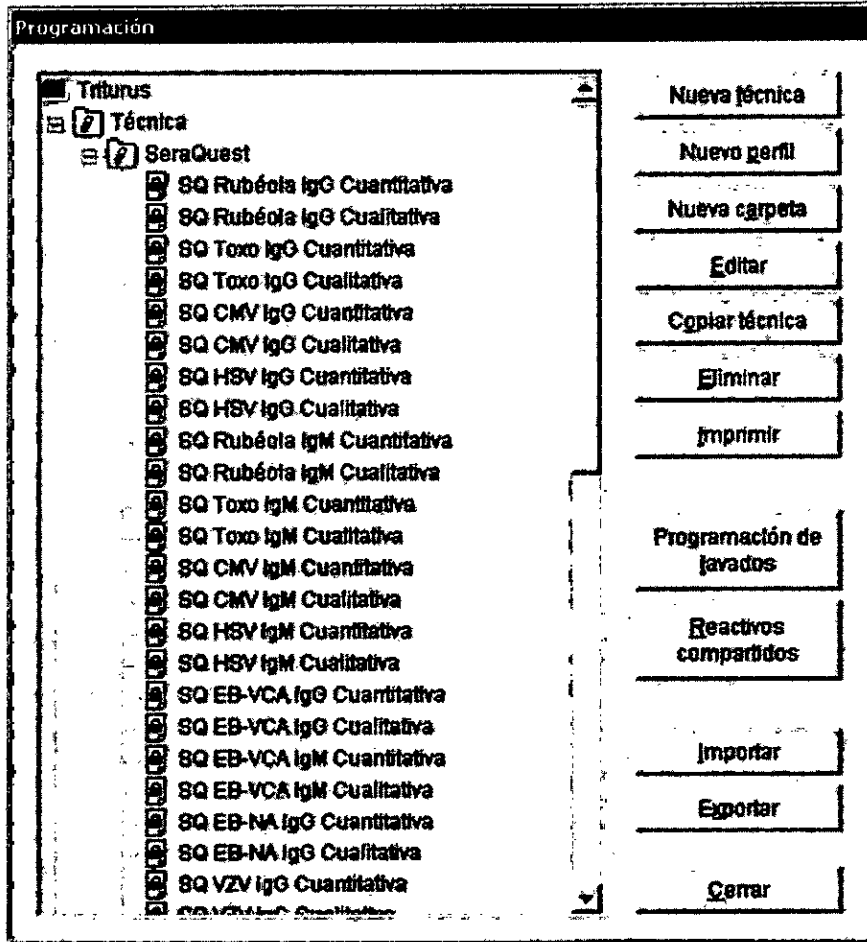 Programación
Triturus
Técnica
SeraQuest
SQ Rubéola IgG Cuantitativa
SQ Rubéola IgG Cualitativa
SQ Toxo IgG Cuantitativa
SQ Toxo IgG Cualitativa
SQ CMV IgG Cuantitativa
SQ CMV IgG Cualitativa
SQ HSV IgG Cuantitativa
SQ HSV IgG Cualitativa
SQ Rubéola IgM Cuantitativa
SQ Rubéola IgM Cualitativa
SQ Toxo IgM Cuantitativa
SQ Toxo IgM Cualitativa
SQ CMV IgM Cuantitativa
SQ CMV IgM Cualitativa
SQ HSV IgM Cuantitativa
SQ HSV IgM Cualitativa
SQ EB-VCA IgG Cuantitativa
SQ EB-VCA IgG Cualitativa
SQ EB-VCA IgM Cuantitativa
SQ EB-VCA IgM Cualitativa
SQ EB-NA IgG Cuantitativa
SQ EB-NA IgG Cualitativa
SQ VZV IgG Cuantitativa
SQ VZV IgG Cualitativa
Nueva técnica
Nuevo perfil
Nueva carpeta
Editar
Copiar técnica
Eliminar
Imprimir
Programación de
lavados
Reactivos
compartidos
Importar
Exportar
Cerrar